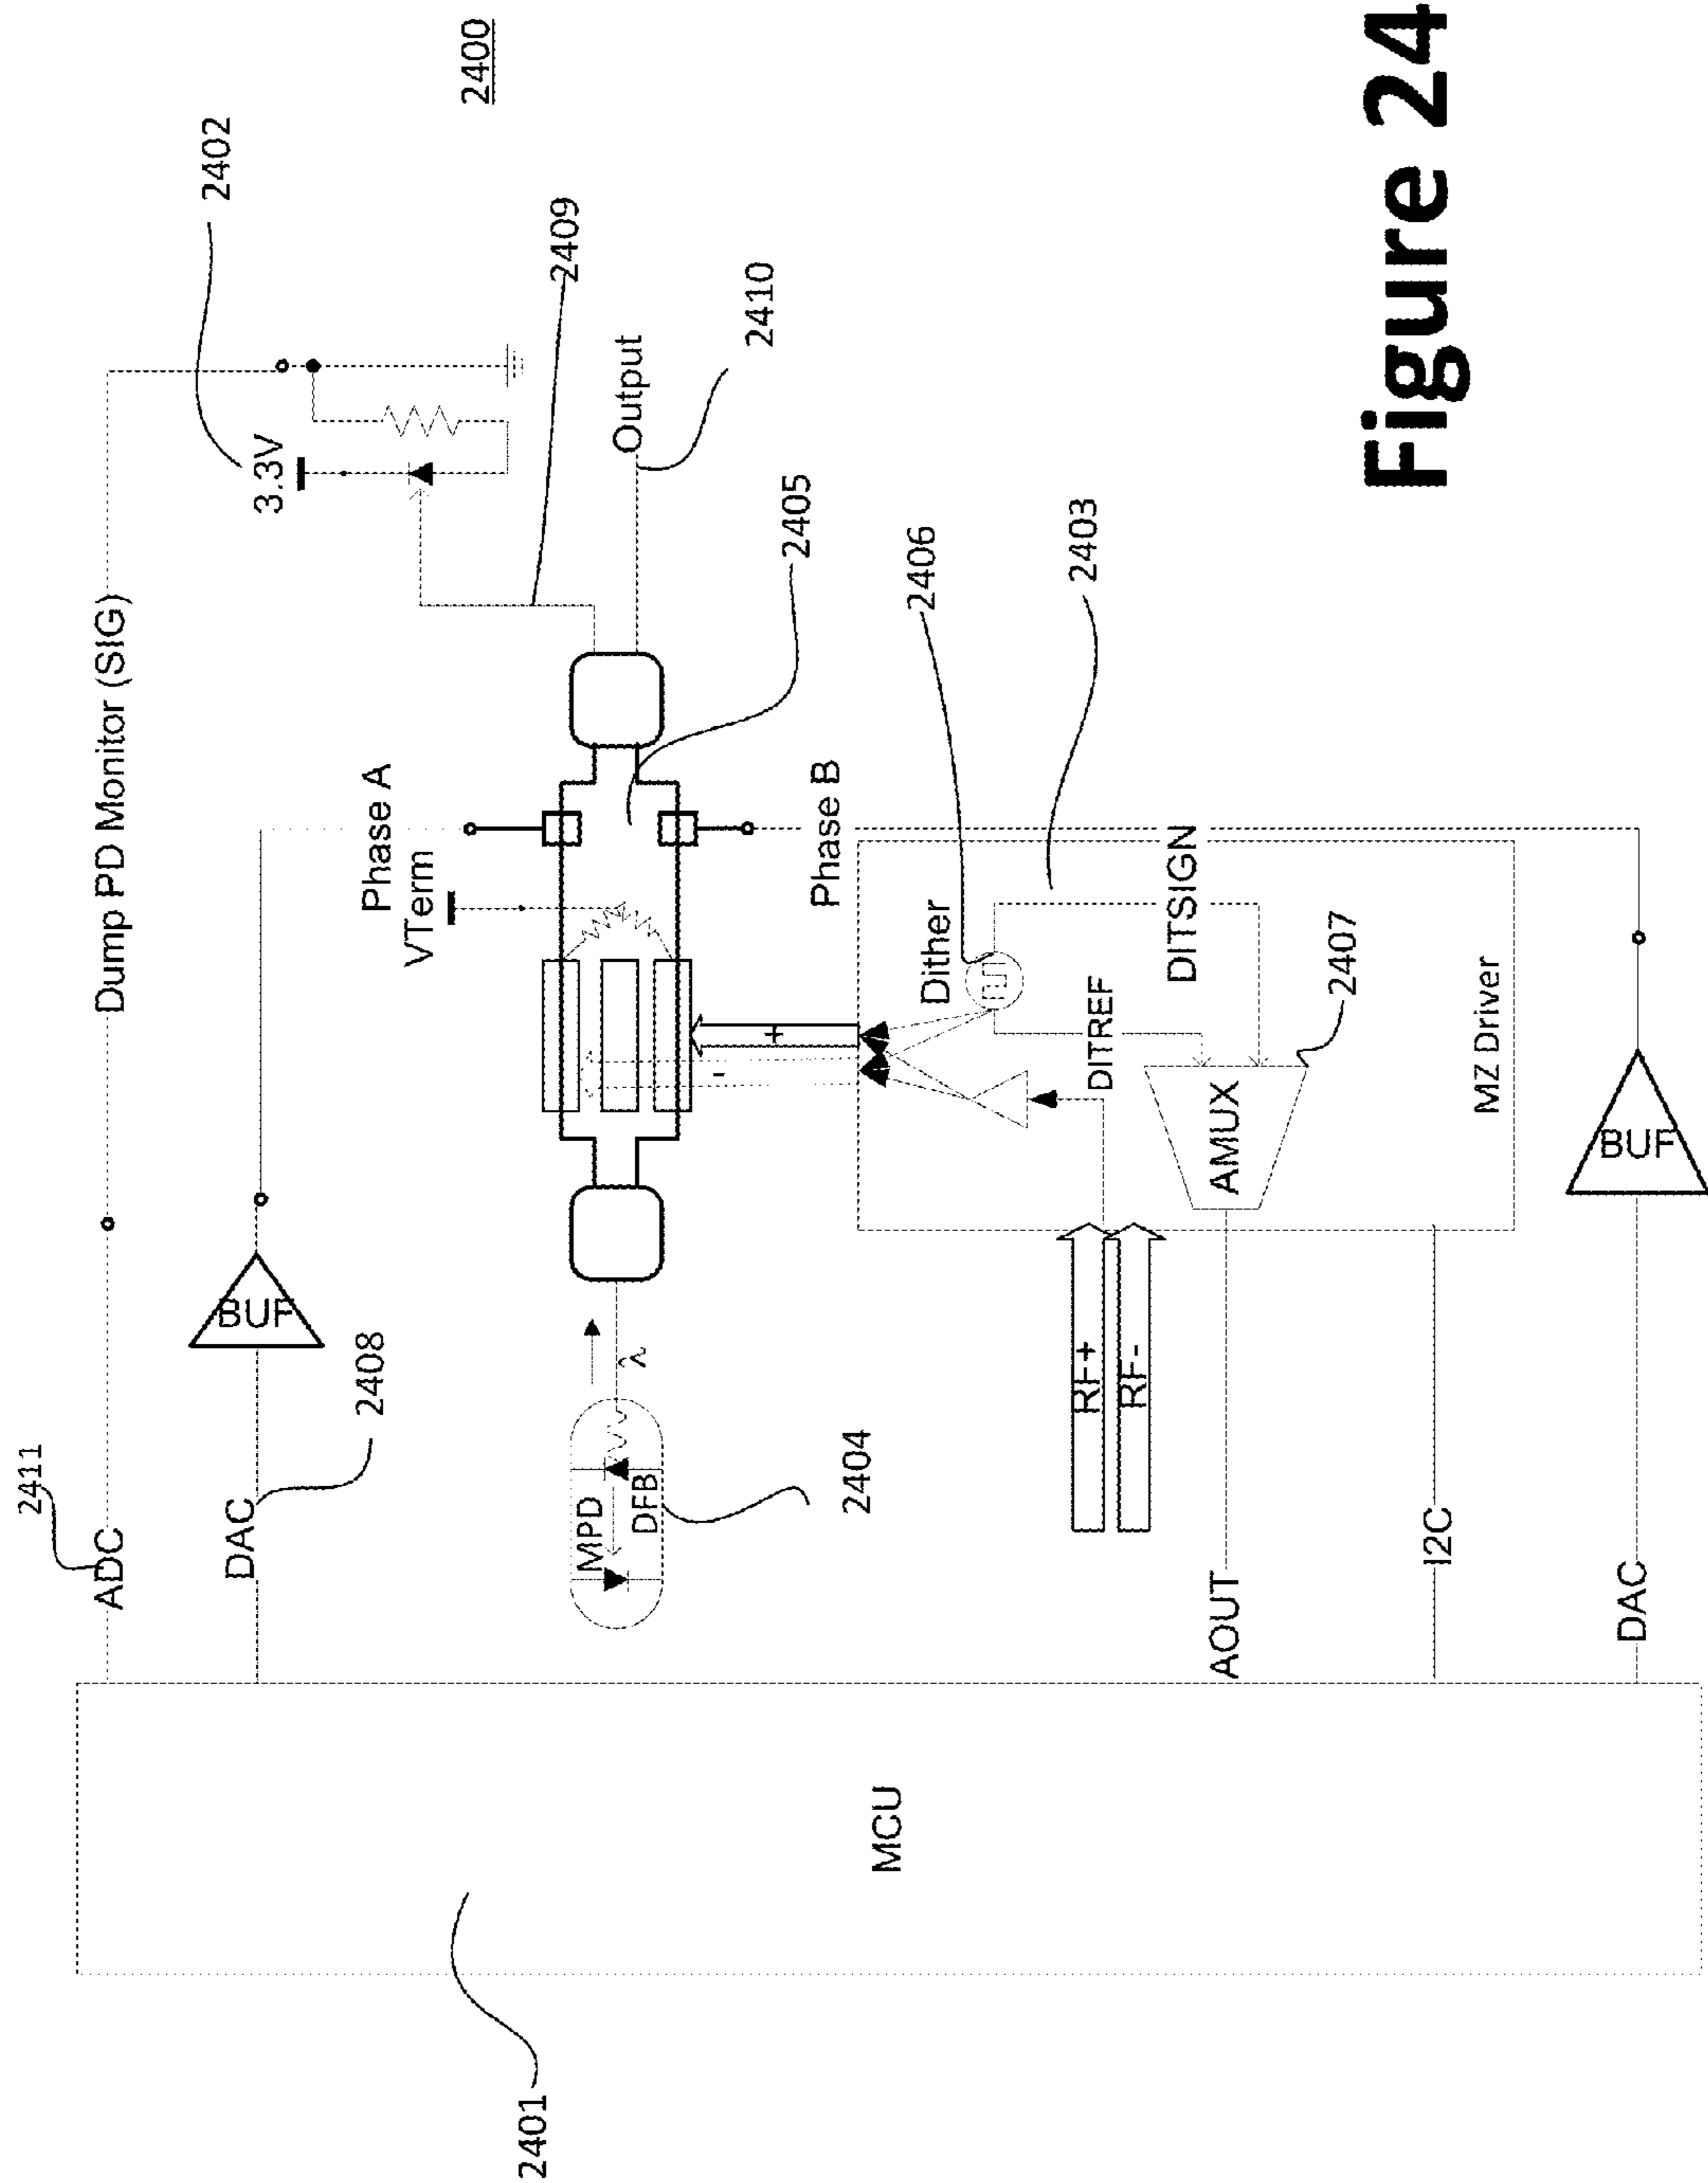 2400
2402
2409
2410
2405
2406
2403
2407
2411
2408
2404
2401
Dump PD Monitor (SIG)
ADC
DAC
BUF
3.3V
Output
Phase A
VTerm
Phase B
MPD
DFB
λ
+
-
Dither
DITREF
DITSIGN
AMUX
MZ Driver
RF+
RF-
AOUT
I2C
DAC
BUF
MCU
Figure 24